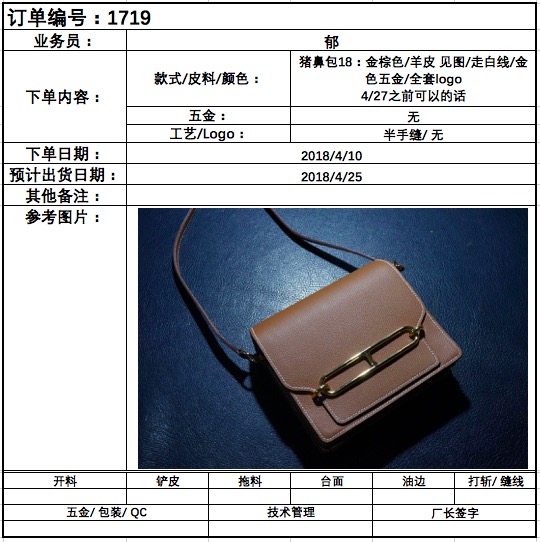 订单编号：1719
业务员： 郁
下单内容： 款式/皮料/颜色： 猪鼻包18：金棕色/羊皮 见图/走白线/金
色五金/全套logo
4/27之前可以的话
五金： 无
工艺/Logo： 半手缝/ 无
下单日期： 2018/4/10
预计出货日期： 2018/4/25
其他备注：
参考图片：
开料 铲皮 拖料 台面 油边 打斩/ 缝线
五金/ 包装/ QC 技术管理 厂长签字